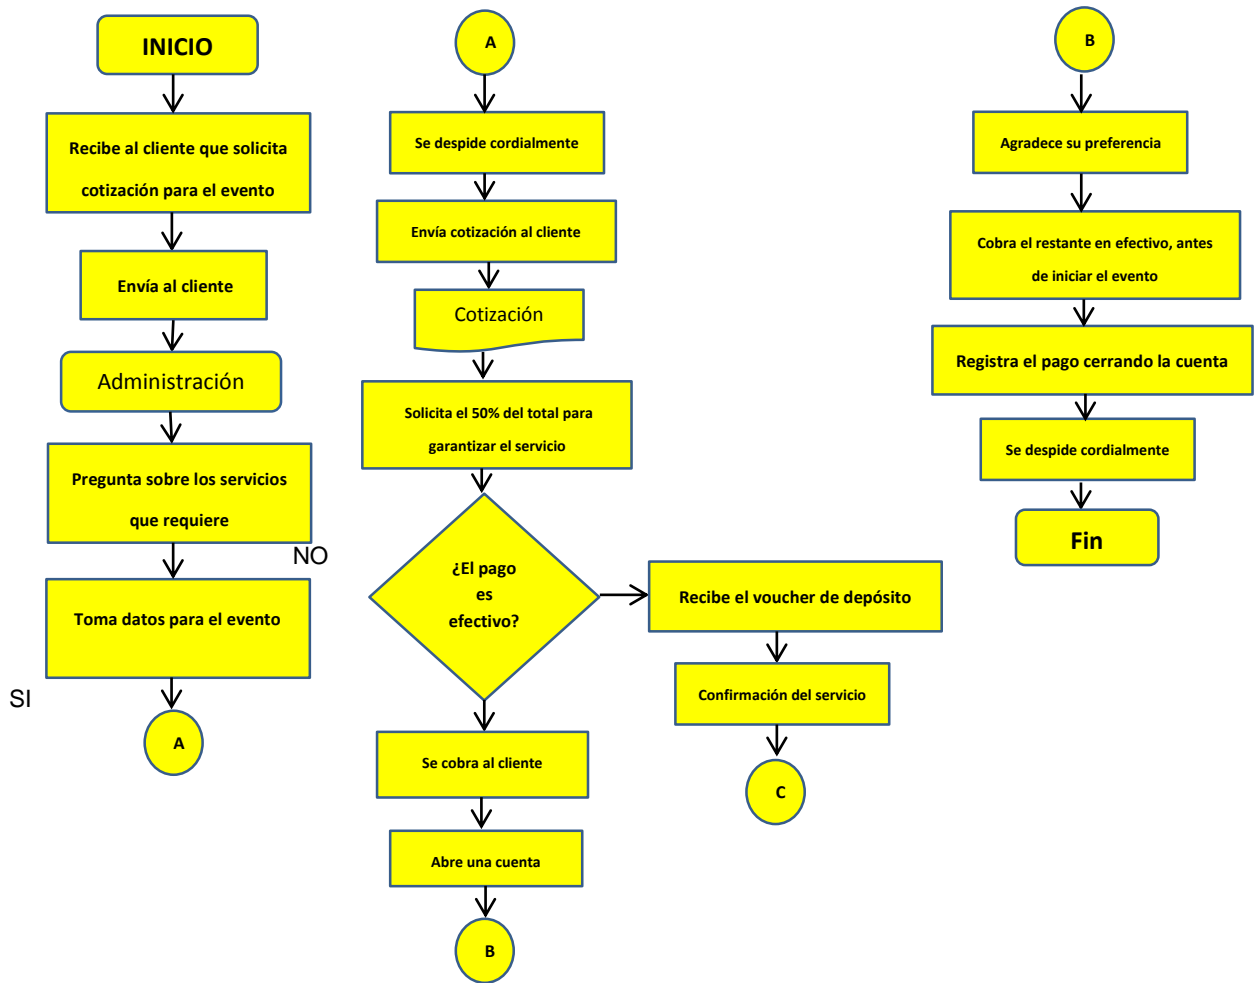 INICIO
Recibe al cliente que solicita
cotización para el evento
Envía al cliente
Administración
Pregunta sobre los servicios
que requiere
NO
Toma datos para el evento
SI
A
A
Se despide cordialmente
Envía cotización al cliente
Cotización
Solicita el 50% del total para
garantizar el servicio
¿El pago
es
efectivo?
Se cobra al cliente
Abre una cuenta
B
Recibe el voucher de depósito
Confirmación del servicio
C
B
Agradece su preferencia
Cobra el restante en efectivo, antes
de iniciar el evento
Registra el pago cerrando la cuenta
Se despide cordialmente
Fin